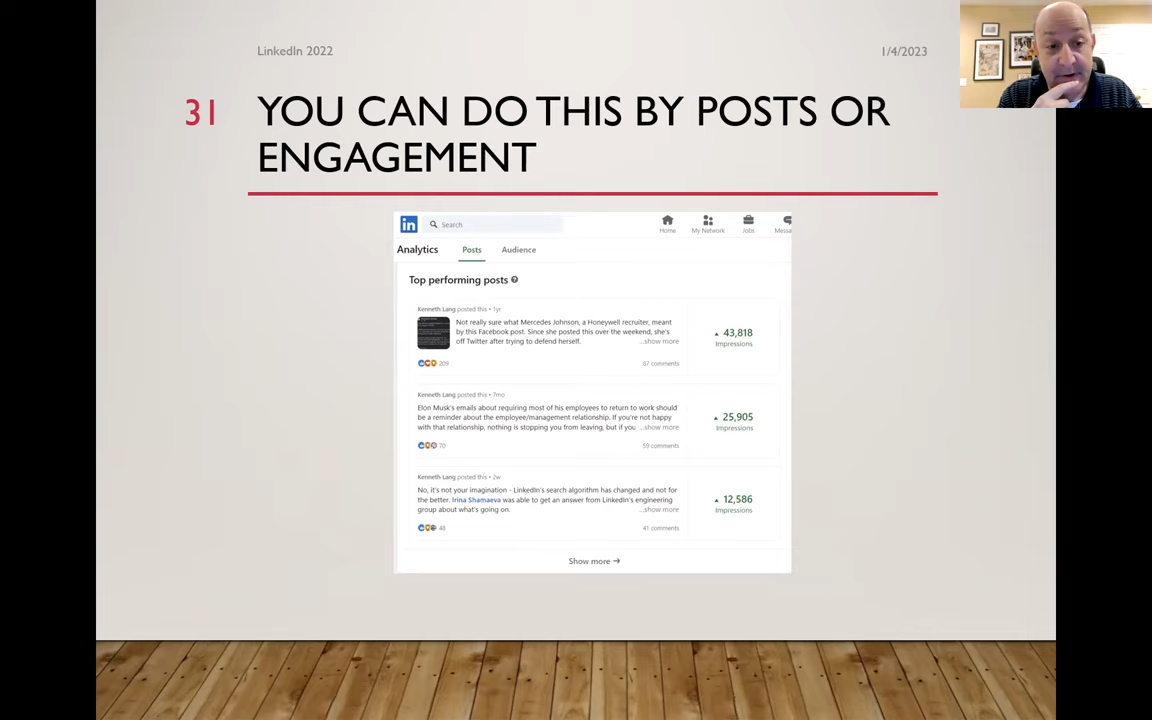 LinkedIn 2022
1/4/2023
31
YOU CAN DO THIS BY POSTS OR
ENGAGEMENT
in
Search
Home
My Network
Jobs
Messa
Analytics
Posts
Audience
Top performing posts
Kenneth Lang posted this • 1yr
Not really sure what Mercedes Johnson, a Honeywell recruiter, meant
by this Facebook post. Since she posted this over the weekend, she's
off Twitter after trying to defend herself.
...show more
209
87 comments
43,818
Impressions
Kenneth Lang posted this • 7mo
Elon Musk's emails about requiring most of his employees to return to work should
be a reminder about the employee/management relationship. If you're not happy
with that relationship, nothing is stopping you from leaving, but if you
...show more
70
59 comments
25,905
Impressions
Kenneth Lang posted this • 2w
No, it's not your imagination - LinkedIn's search algorithm has changed and not for
the better. Irina Shamaeva was able to get an answer from LinkedIn's engineering
group about what's going on.
...show more
48
41 comments
12,586
Impressions
Show more →